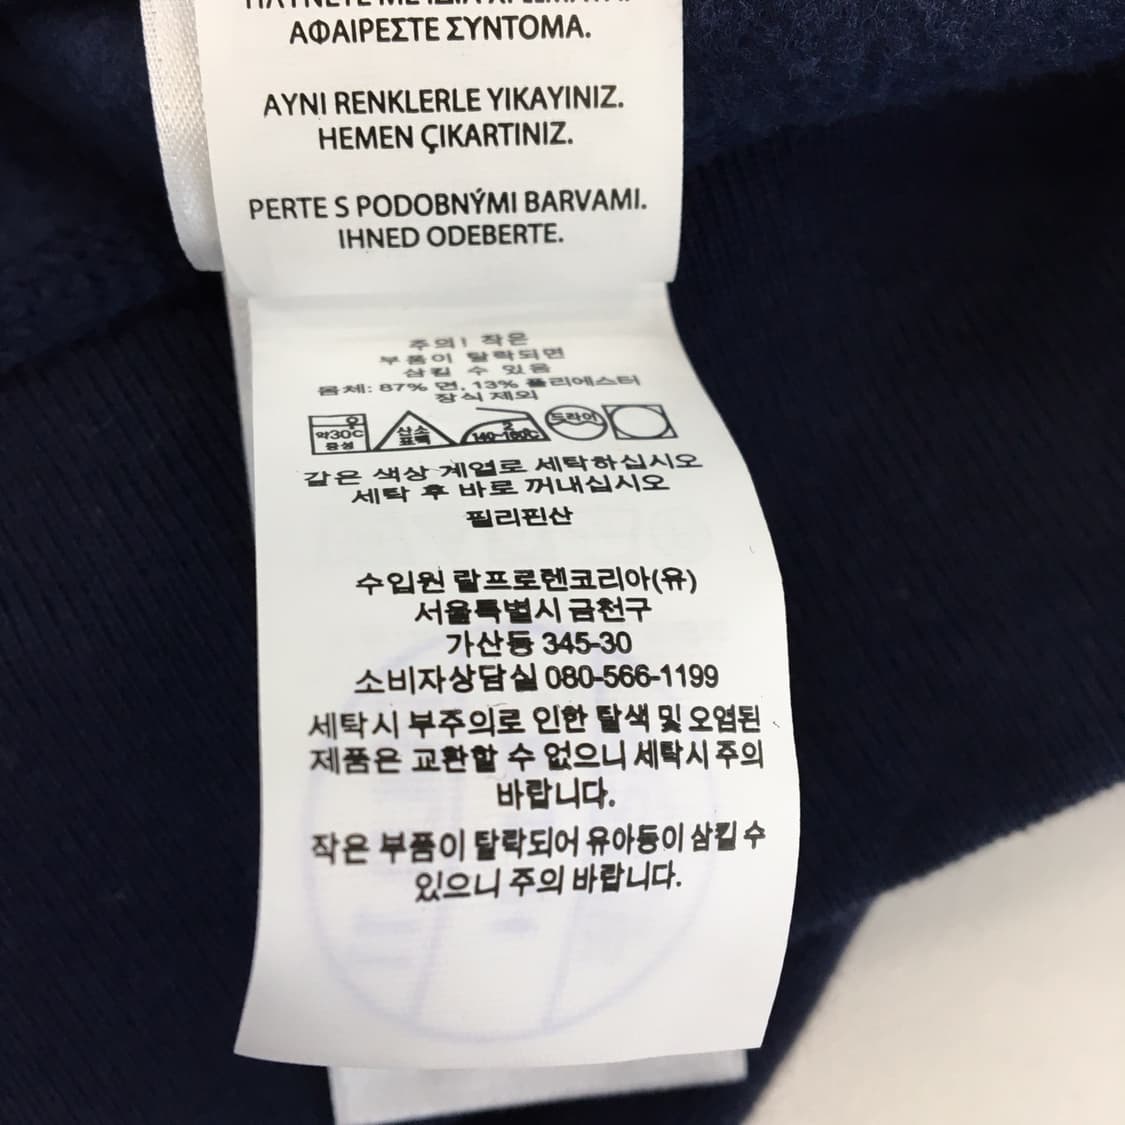 ΑΦΑΙΡΕΣΤΕ ΣΥΝΤΟΜΑ.
AYNI RENKLERLE YIKAYINIZ.
HEMEN ÇIKARTINIZ.
PERTE S PODOBNÝMI BARVAMI.
IHNED ODEBERTE.
주의! 작은
부품이 탈락되면
삼킬 수 있음
몸체: 87% 면, 13% 폴리에스터
장식 제외
약30℃ 중성 산소 표백 2 140~160℃ 드라이
같은 색상 계열로 세탁하십시오
세탁 후 바로 꺼내십시오
필리핀산
수입원 랄프로렌코리아(유)
서울특별시 금천구
가산동 345-30
소비자상담실 080-566-1199
세탁시 부주의로 인한 탈색 및 오염된
제품은 교환할 수 없으니 세탁시 주의
바랍니다.
작은 부품이 탈락되어 유아등이 삼킬 수
있으니 주의 바랍니다.